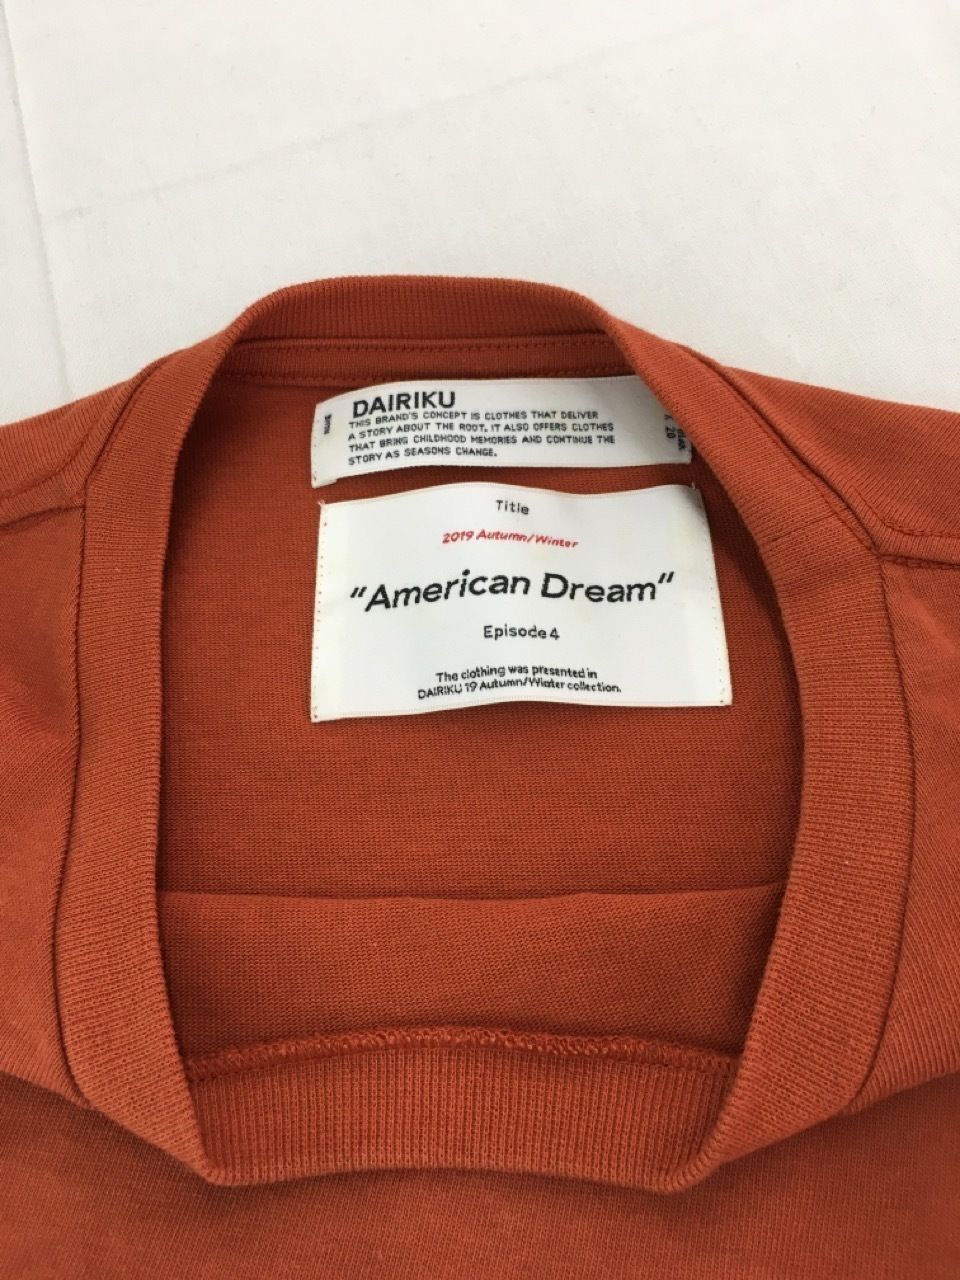 DAIRIKU
THIS BRAND'S CONCEPT IS CLOTHES THAT DELIVER
A STORY ABOUT THE ROOT, IT ALSO OFFERS CLOTHES
THAT BRING CHILDHOOD MEMORIES AND CONTINUE THE
STORY AS SEASONS CHANGE.
20
Title
2019 Autumn/Winter
"American Dream"
Episode 4
The clothing was presented in
DAIRIKU 19 Autumn/Winter collection.